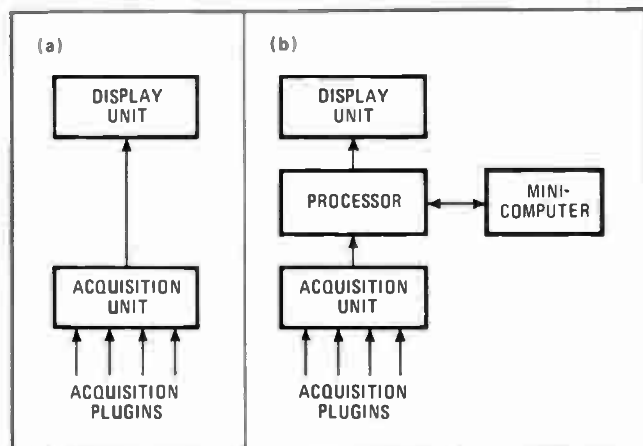 (a)
DISPLAY
UNIT
ACQUISITION
UNIT
ACQUISITION
PLUGINS
(b)
DISPLAY
UNIT
PROCESSOR
MINI-
COMPUTER
ACQUISITION
UNIT
ACQUISITION
PLUGINS